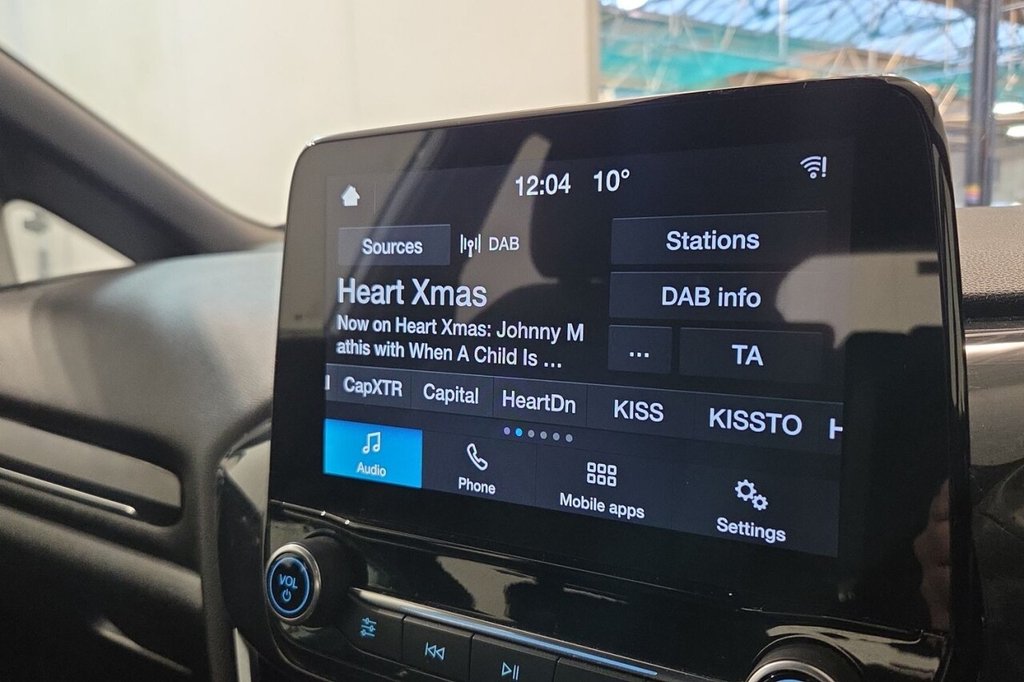 12:04 10°
Sources DAB Stations
Heart Xmas
DAB info
Now on Heart Xmas: Johnny M
athis with When A Child Is ...
... TA
CapXTR Capital HeartDn KISS KISSTO
Audio Phone Mobile apps Settings
VOL